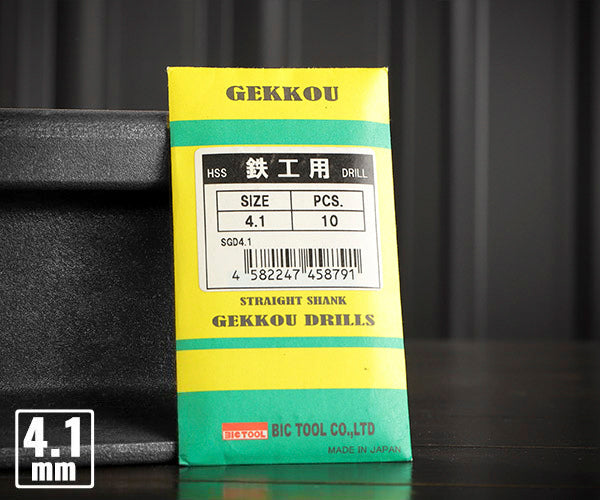 GEKKOU
HSS 鉄工用 DRILL
SIZE PCS.
4.1 10
SGD4.1
4 582247 458791
STRAIGHT SHANK
GEKKOU DRILLS
BICTOOL BIC TOOL CO.,LTD
MADE IN JAPAN
4.1
mm